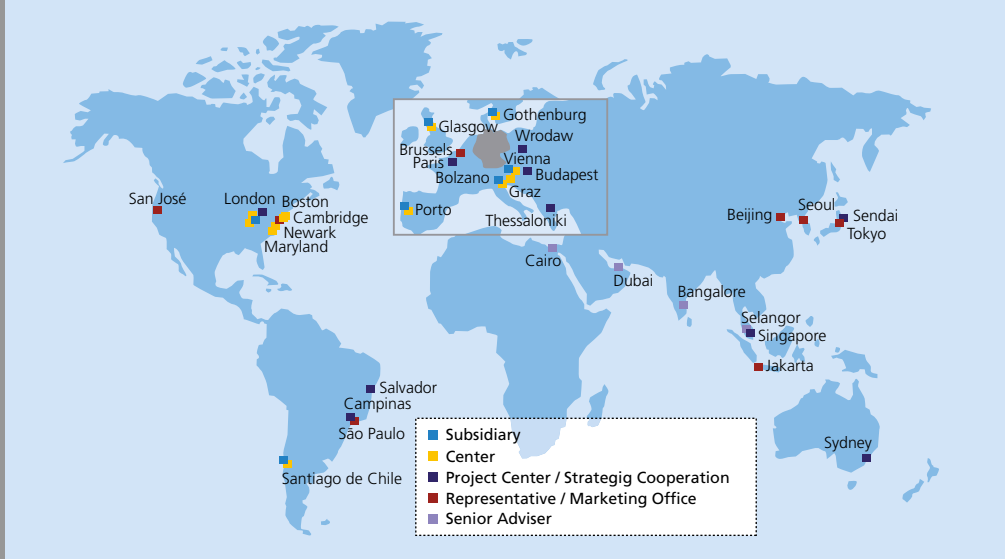 Gothenburg
Glasgow
Wrodaw
Brussels
Paris
Vienna
Bolzano
Budapest
Graz
Porto
Thessaloniki
San José
London
Boston
Cambridge
Newark
Maryland
Beijing
Seoul
Sendai
Tokyo
Cairo
Dubai
Bangalore
Selangor
Singapore
Jakarta
Salvador
Campinas
São Paulo
Santiago de Chile
Sydney
Subsidiary
Center
Project Center / Strategig Cooperation
Representative / Marketing Office
Senior Adviser